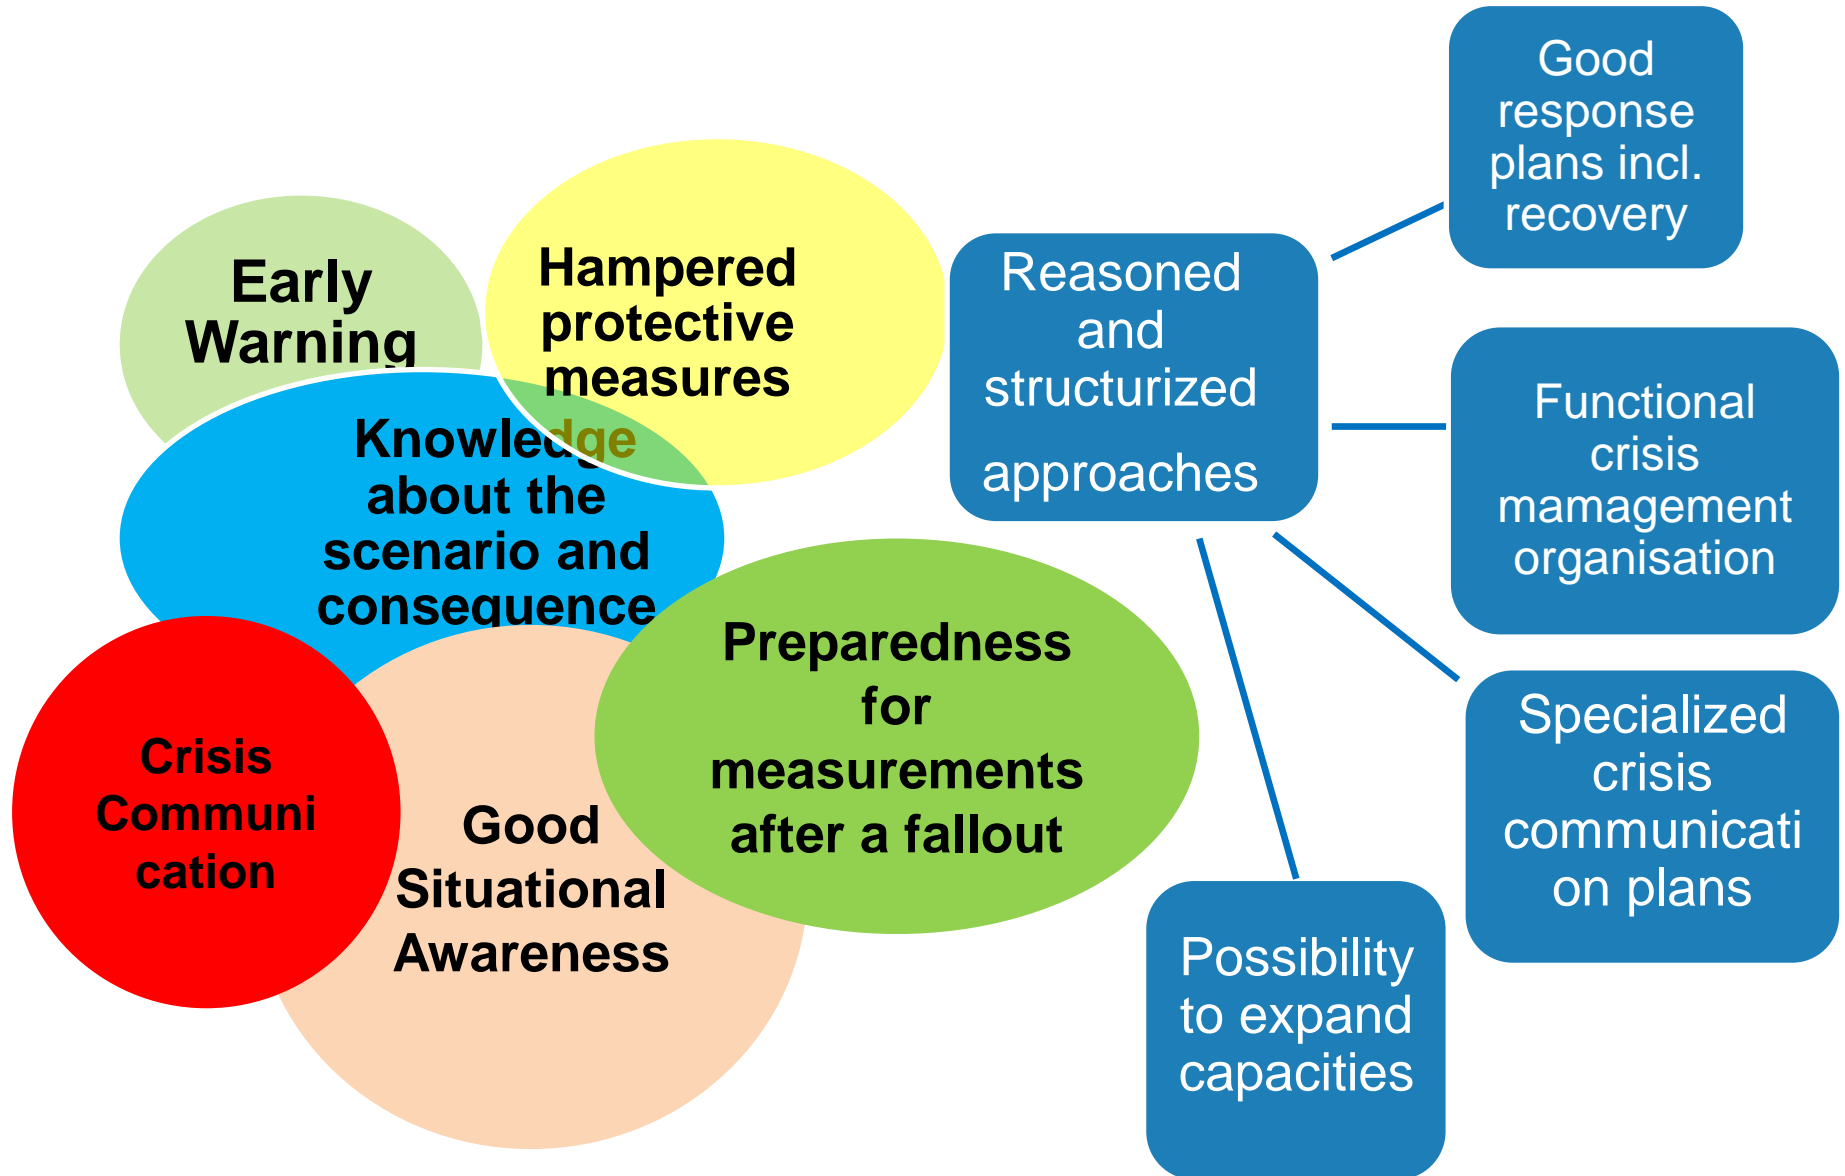 Early
Warning
Hampered
protective
measures
Knowledge
about the
scenario and
consequence
Crisis
Communi
cation
Good
Situational
Awareness
Preparedness
for
measurements
after a fallout
Reasoned
and
structurized
approaches
Good
response
plans incl.
recovery
Functional
crisis
mamagement
organisation
Specialized
crisis
communicati
on plans
Possibility
to expand
capacities